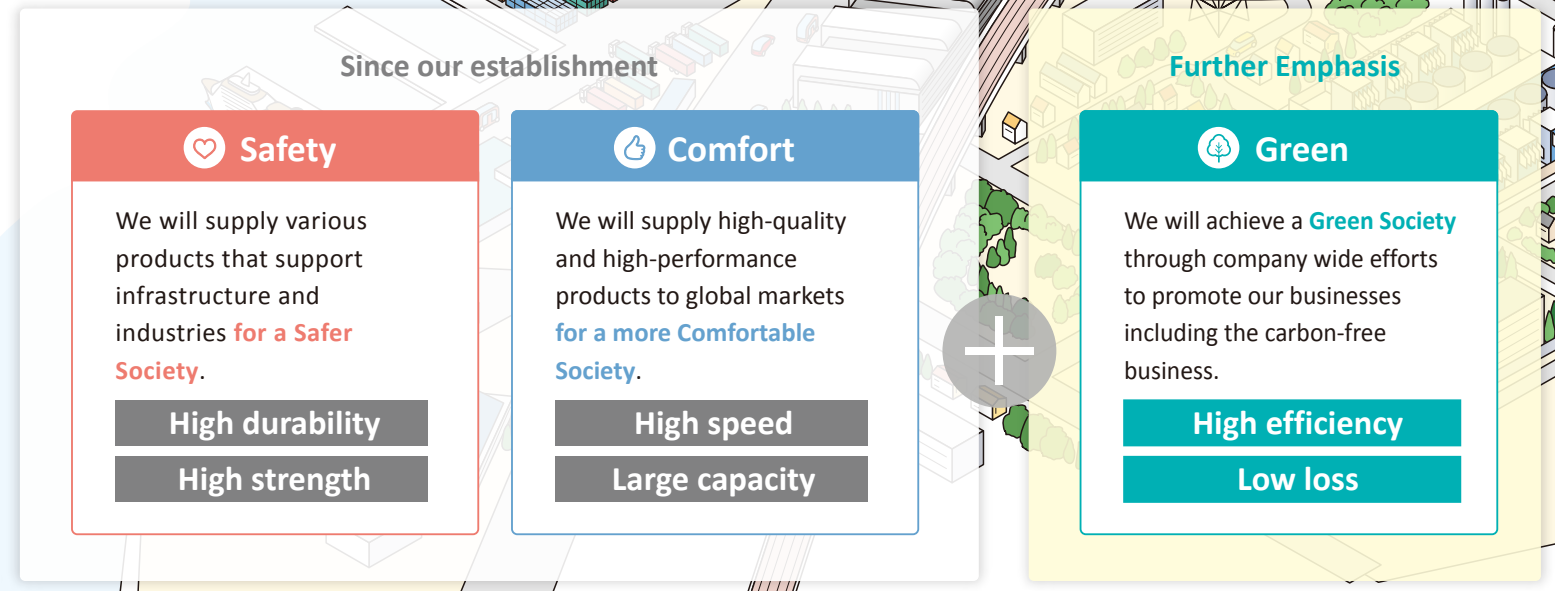 Since our establishment
Safety
We will supply various
products that support
infrastructure and
industries for a Safer
Society.
High durability
High strength
Comfort
We will supply high-quality
and high-performance
products to global markets
for a more Comfortable
Society.
High speed
Large capacity
Further Emphasis
Green
We will achieve a Green Society
through company wide efforts
to promote our businesses
including the carbon-free
business.
High efficiency
Low loss